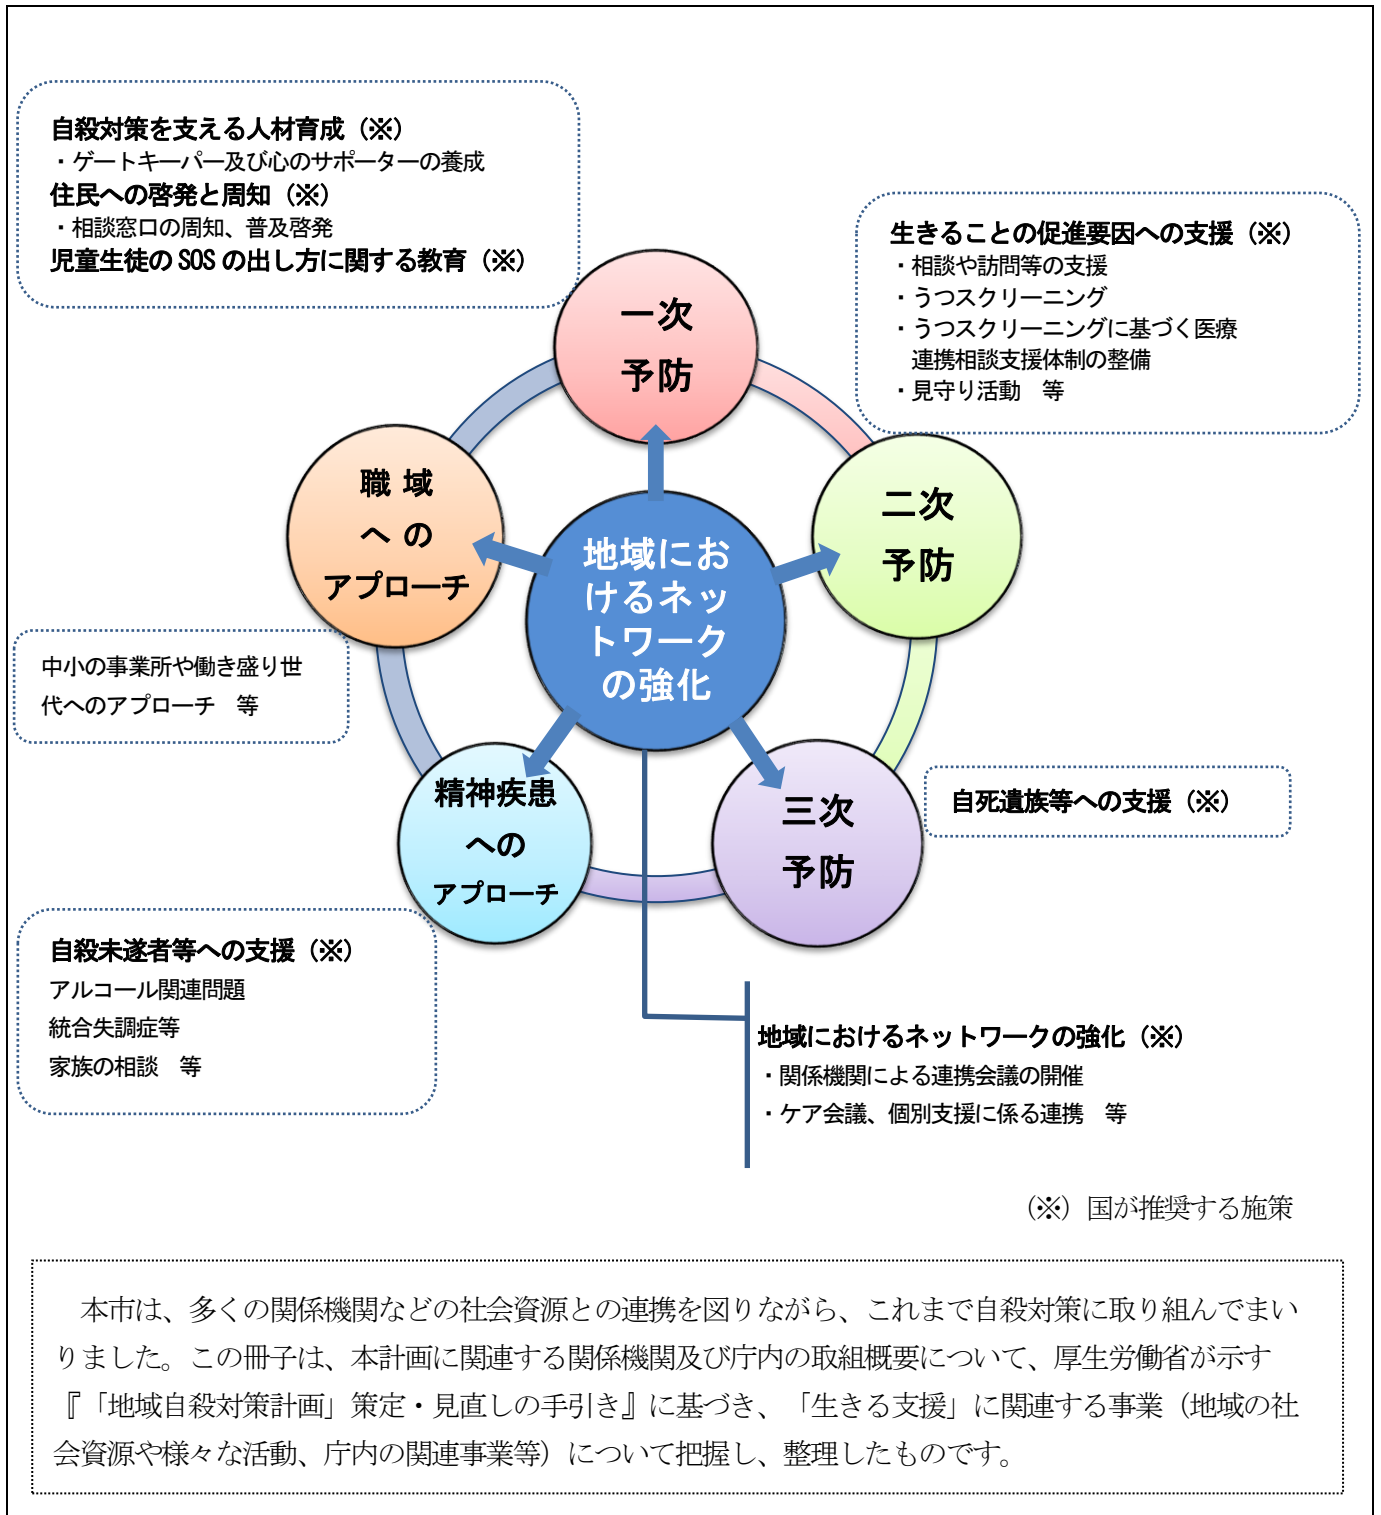 自殺対策を支える人材育成（※）
・ゲートキーパー及び心のサポーターの養成
住民への啓発と周知（※）
・相談窓口の周知、普及啓発
児童生徒の SOS の出し方に関する教育（※）
生きることの促進要因への支援（※）
・相談や訪問等の支援
・うつスクリーニング
・うつスクリーニングに基づく医療
連携相談支援体制の整備
・見守り活動　等
一次
予防
職 域
へ の
アプローチ
二次
予防
地域にお
けるネッ
トワーク
の強化
中小の事業所や働き盛り世
代へのアプローチ　等
精神疾患
への
アプローチ
三次
予防
自死遺族等への支援（※）
自殺未遂者等への支援（※）
アルコール関連問題
統合失調症等
家族の相談　等
地域におけるネットワークの強化（※）
・関係機関による連携会議の開催
・ケア会議、個別支援に係る連携　等
（※）国が推奨する施策
本市は、多くの関係機関などの社会資源との連携を図りながら、これまで自殺対策に取り組んでまい
りました。この冊子は、本計画に関連する関係機関及び庁内の取組概要について、厚生労働省が示す
『「地域自殺対策計画」策定・見直しの手引き』に基づき、「生きる支援」に関連する事業（地域の社
会資源や様々な活動、庁内の関連事業等）について把握し、整理したものです。